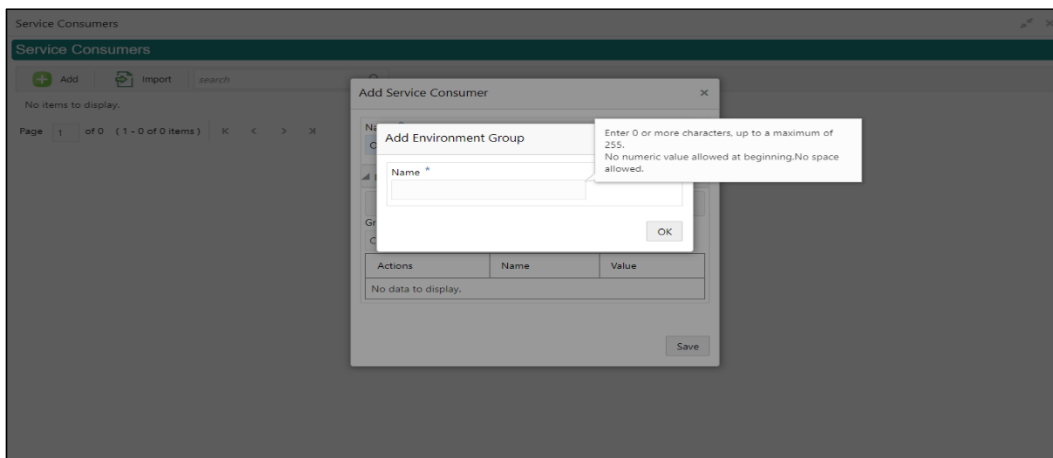 Service Consumers
Service Consumers
Add
Import
search
No items to display.
Page 1 of 0 (1 - 0 of 0 items) K < > >|
Add Service Consumer
Add Environment Group
Enter 0 or more characters, up to a maximum of
255.
No numeric value allowed at beginning.No space
allowed.
Name *
OK
Actions
Name
Value
No data to display.
Save